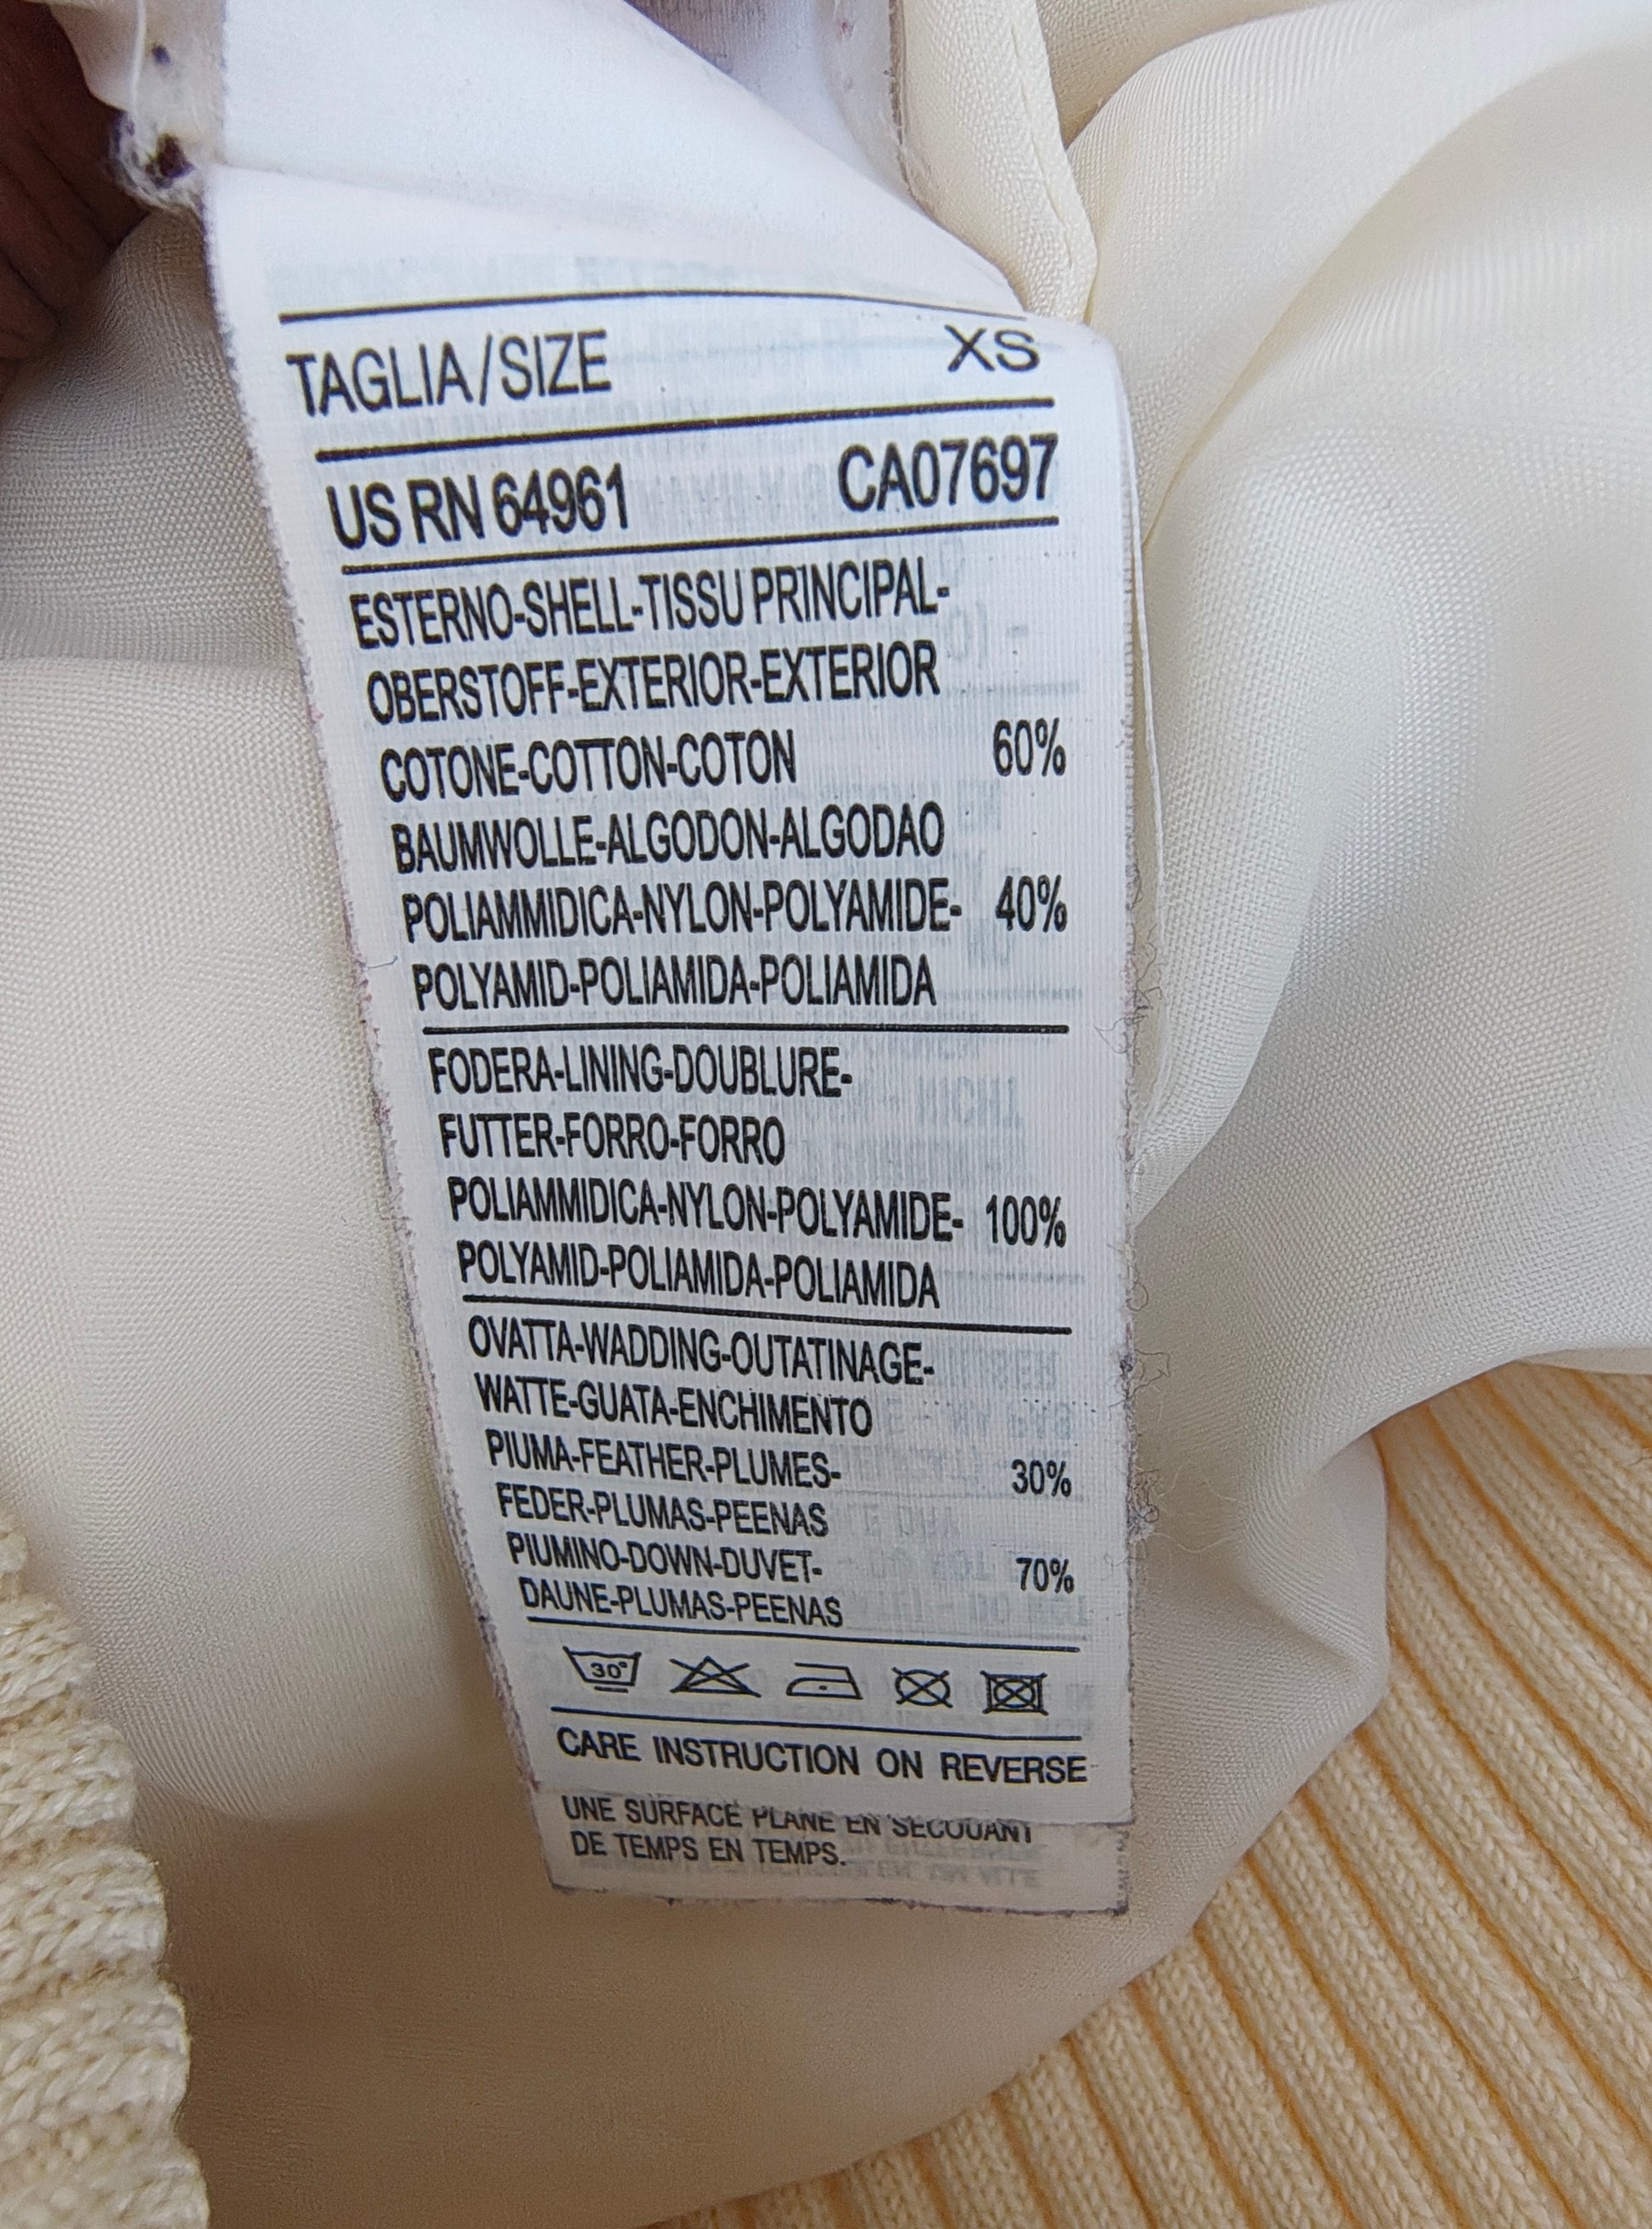 TAGLIA/SIZE XS
US RN 64961 CA07697
ESTERNO-SHELL-TISSU PRINCIPAL-
OBERSTOFF-EXTERIOR-EXTERIOR
COTONE-COTTON-COTON 60%
BAUMWOLLE-ALGODON-ALGODAO
POLIAMMIDICA-NYLON-POLYAMIDE- 40%
POLYAMID-POLIAMIDA-POLIAMIDA
FODERA-LINING-DOUBLURE-
FUTTER-FORRO-FORRO
POLIAMMIDICA-NYLON-POLYAMIDE- 100%
POLYAMID-POLIAMIDA-POLIAMIDA
OVATTA-WADDING-OUTATINAGE-
WATTE-GUATA-ENCHIMENTO
PIUMA-FEATHER-PLUMES- 30%
FEDER-PLUMAS-PEENAS
PIUMINO-DOWN-DUVET- 70%
DAUNE-PLUMAS-PEENAS
30°
CARE INSTRUCTION ON REVERSE
UNE SURFACE PLANE EN SECOUANT
DE TEMPS EN TEMPS.